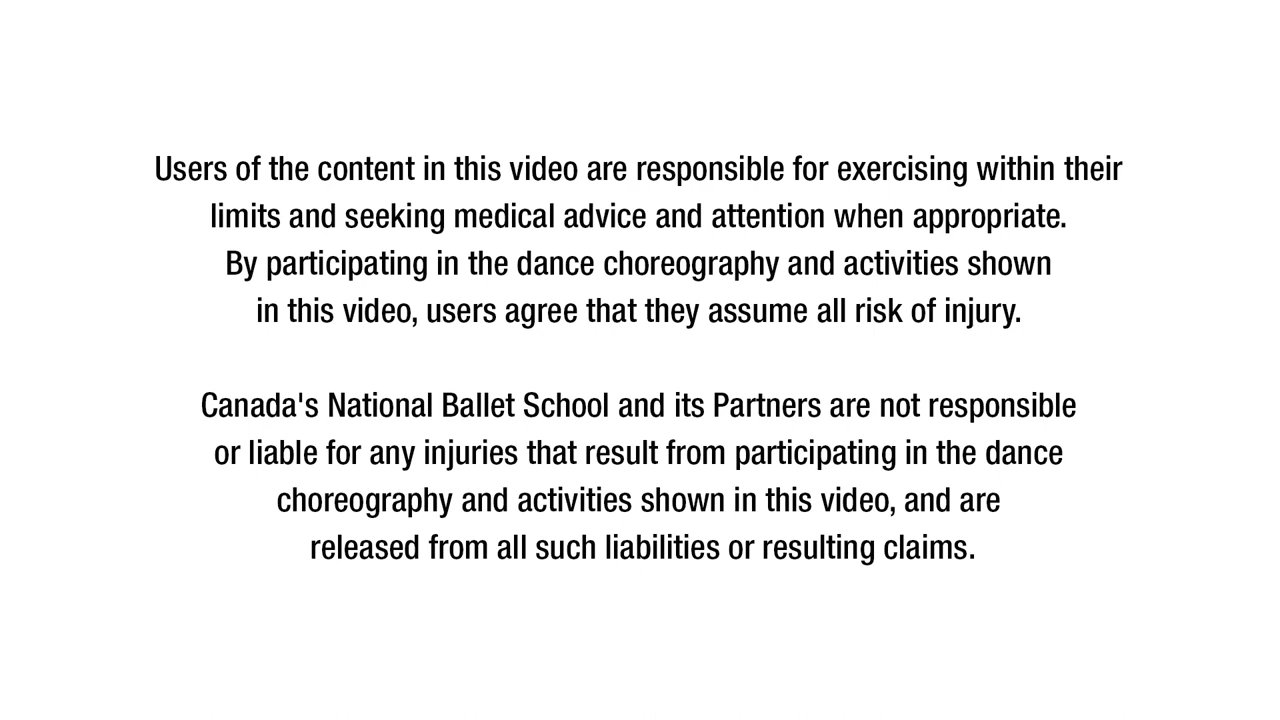 Users of the content in this video are responsible for exercising within their
limits and seeking medical advice and attention when appropriate.
By participating in the dance choreography and activities shown
in this video, users agree that they assume all risk of injury.
Canada's National Ballet School and its Partners are not responsible
or liable for any injuries that result from participating in the dance
choreography and activities shown in this video, and are
released from all such liabilities or resulting claims.